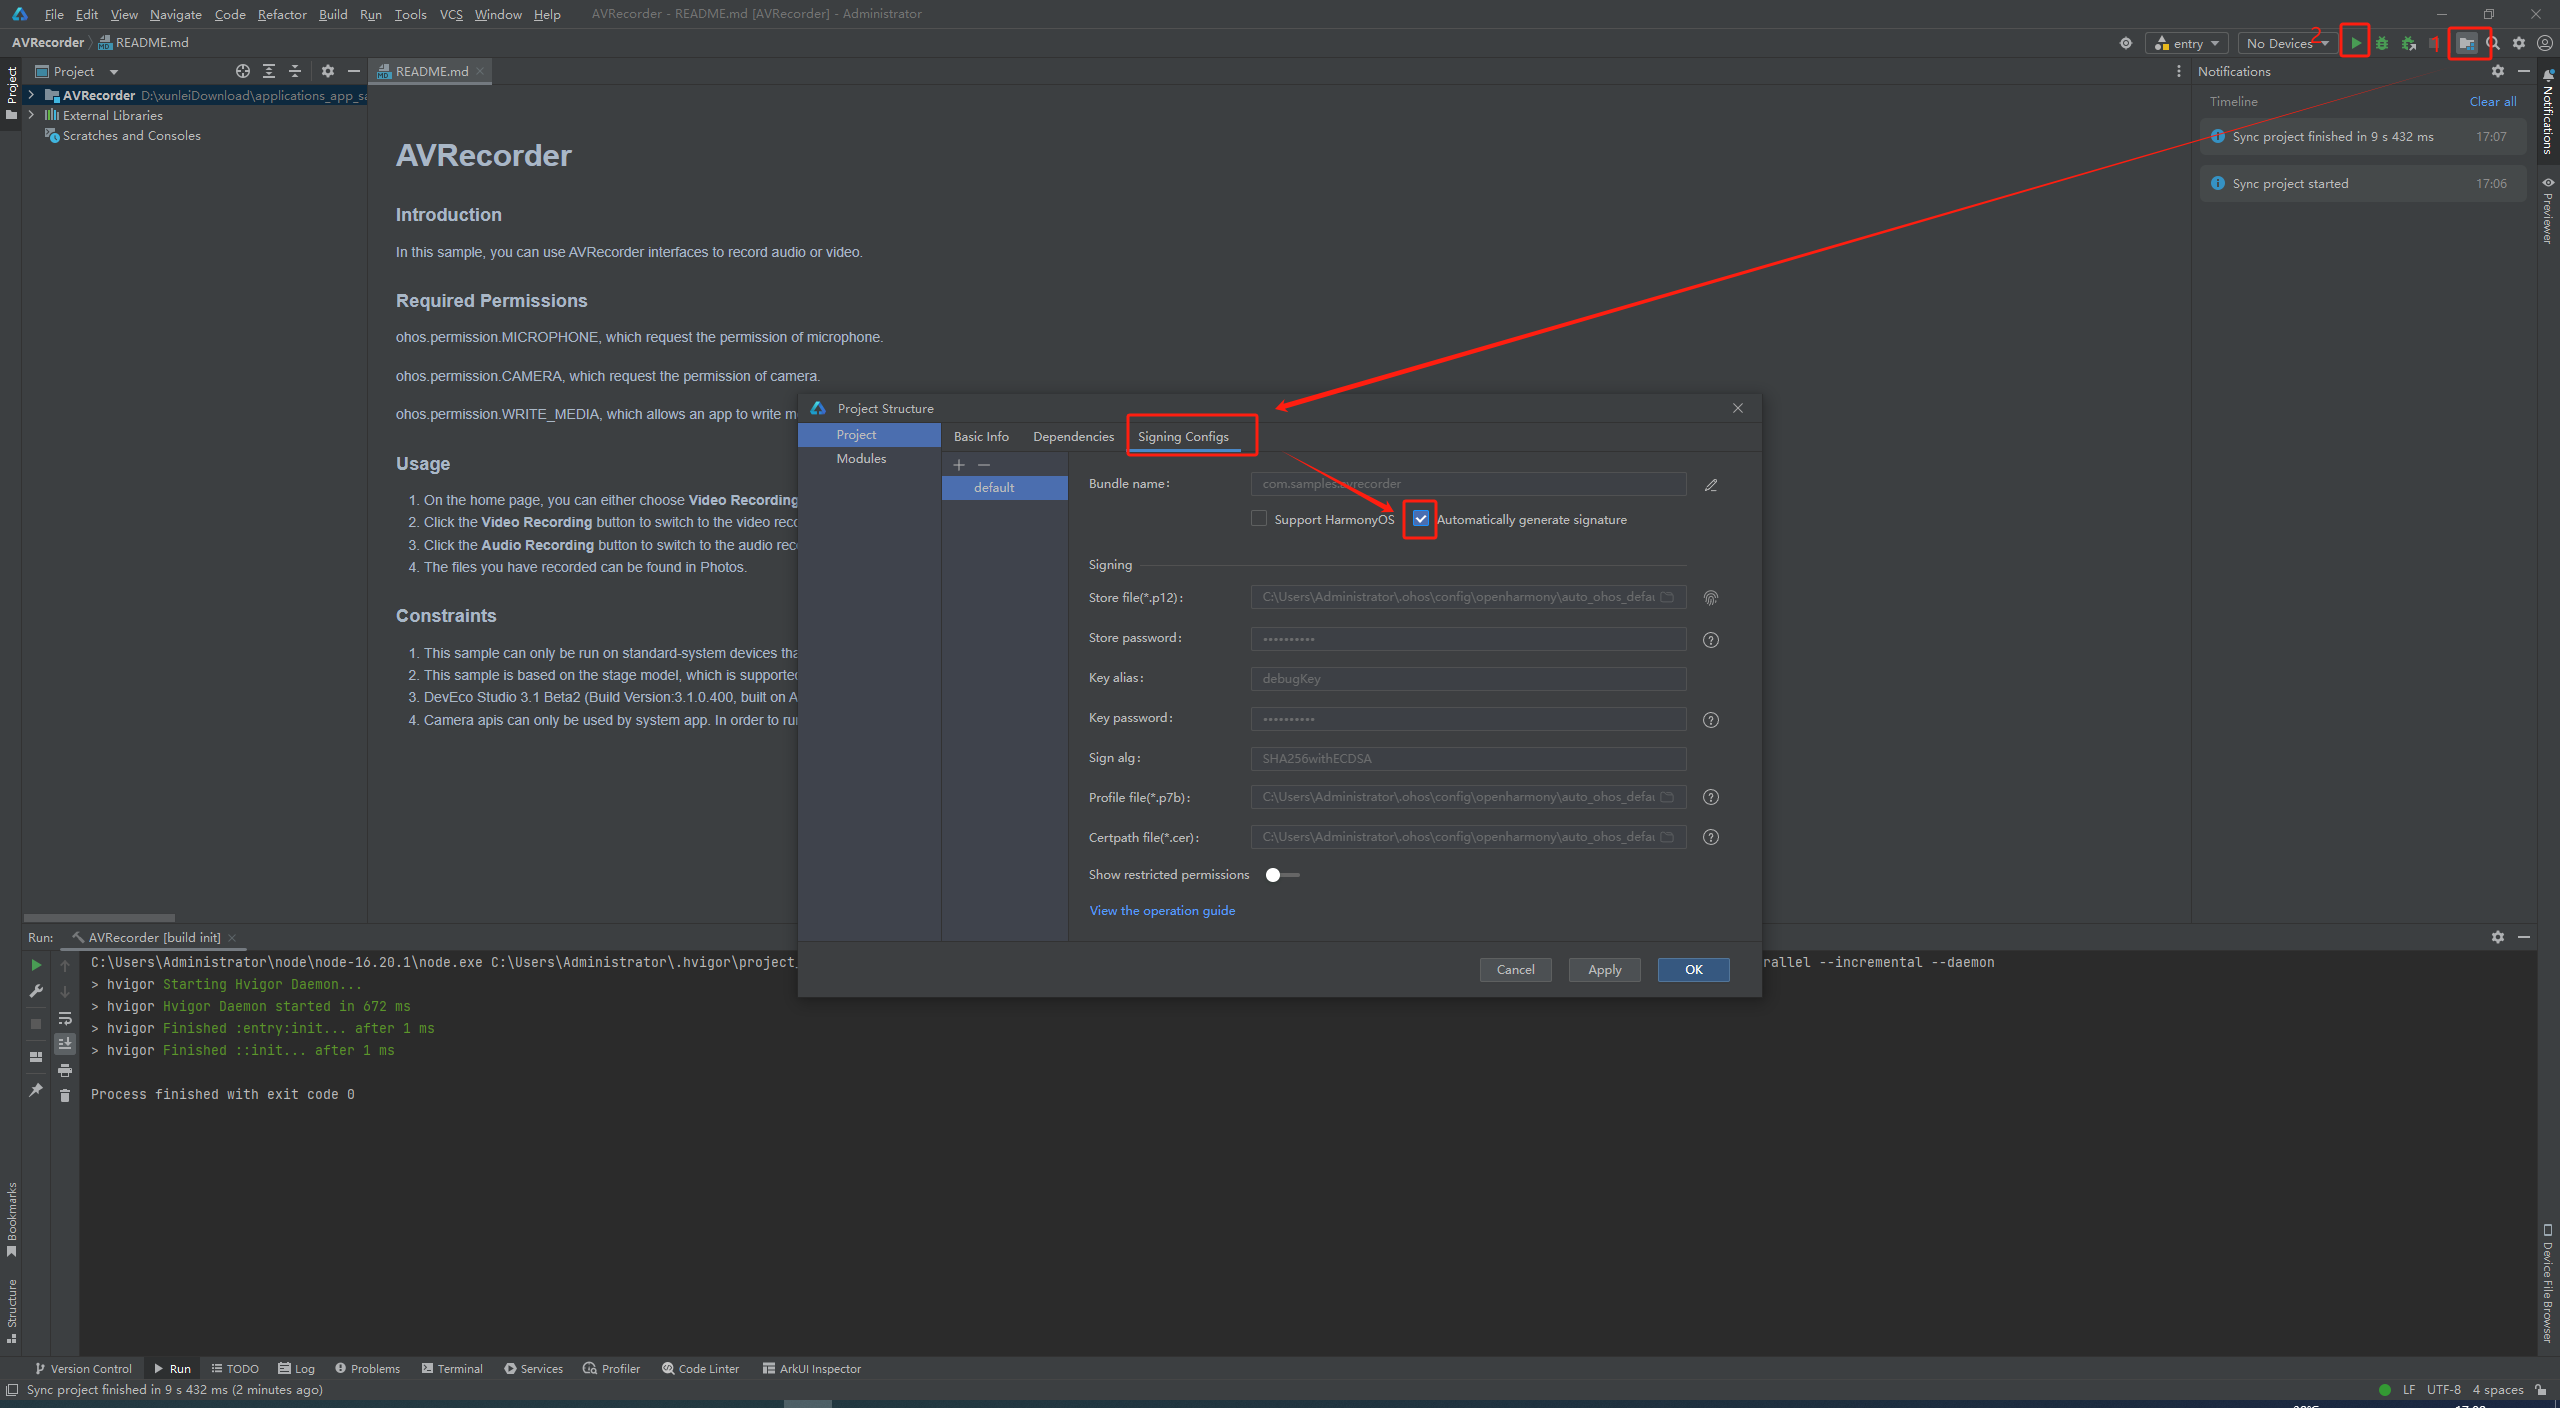 File Edit View Navigate Code Refactor Build Run Tools VCS Window Help AVRecorder - README.md [AVRecorder] - Administrator
AVRecorder README.md
entry No Devices 2
Project
Project
README.md
Notifications
AVRecorder D:\xunleiDownload\applications_app_sa
External Libraries
Scratches and Consoles
Timeline Clear all
Sync project finished in 9 s 432 ms 17:07
Sync project started 17:06
Notifications
Previewer
AVRecorder
Introduction
In this sample, you can use AVRecorder interfaces to record audio or video.
Required Permissions
ohos.permission.MICROPHONE, which request the permission of microphone.
ohos.permission.CAMERA, which request the permission of camera.
ohos.permission.WRITE_MEDIA, which allows an app to write m
Usage
1. On the home page, you can either choose Video Recording
2. Click the Video Recording button to switch to the video reco
3. Click the Audio Recording button to switch to the audio reco
4. The files you have recorded can be found in Photos.
Constraints
1. This sample can only be run on standard-system devices tha
2. This sample is based on the stage model, which is supported
3. DevEco Studio 3.1 Beta2 (Build Version:3.1.0.400, built on A
4. Camera apis can only be used by system app. In order to run
Project Structure
Project
Modules
Basic Info Dependencies Signing Configs
default
Bundle name: com.samples.avrecorder
Support HarmonyOS Automatically generate signature
Signing
Store file(*.p12): C:\Users\Administrator\.ohos\config\openharmony\auto_ohos_defau
Store password: ••••••••••
Key alias: debugKey
Key password: ••••••••••
Sign alg: SHA256withECDSA
Profile file(*.p7b): C:\Users\Administrator\.ohos\config\openharmony\auto_ohos_defau
Certpath file(*.cer): C:\Users\Administrator\.ohos\config\openharmony\auto_ohos_defau
Show restricted permissions
View the operation guide
Cancel Apply OK
Run: AVRecorder [build init]
C:\Users\Administrator\node\node-16.20.1\node.exe C:\Users\Administrator\.hvigor\project_ rallel --incremental --daemon
> hvigor Starting Hvigor Daemon...
> hvigor Hvigor Daemon started in 672 ms
> hvigor Finished :entry:init... after 1 ms
> hvigor Finished ::init... after 1 ms
Process finished with exit code 0
Bookmarks
Structure
Device File Browser
Version Control Run TODO Log Problems Terminal Services Profiler Code Linter ArkUI Inspector
Sync project finished in 9 s 432 ms (2 minutes ago) LF UTF-8 4 spaces